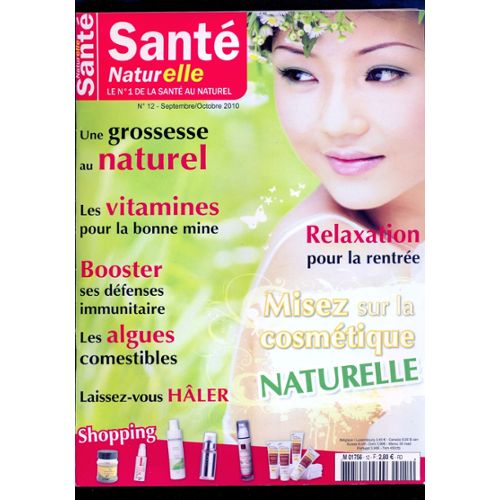 Naturelle
Santé
Santé
Naturelle
LE N°1 DE LA SANTÉ AU NATUREL
N° 12 - Septembre/Octobre 2010
Une grossesse
au naturel
Les vitamines
pour la bonne mine
Relaxation
pour la rentrée
Booster
ses défenses
immunitaire
Misez sur la
cosmétique
NATURELLE
Les algues
comestibles
Laissez-vous HÂLER
Shopping
M 01756 - 12 - F: 2,80 € - RD